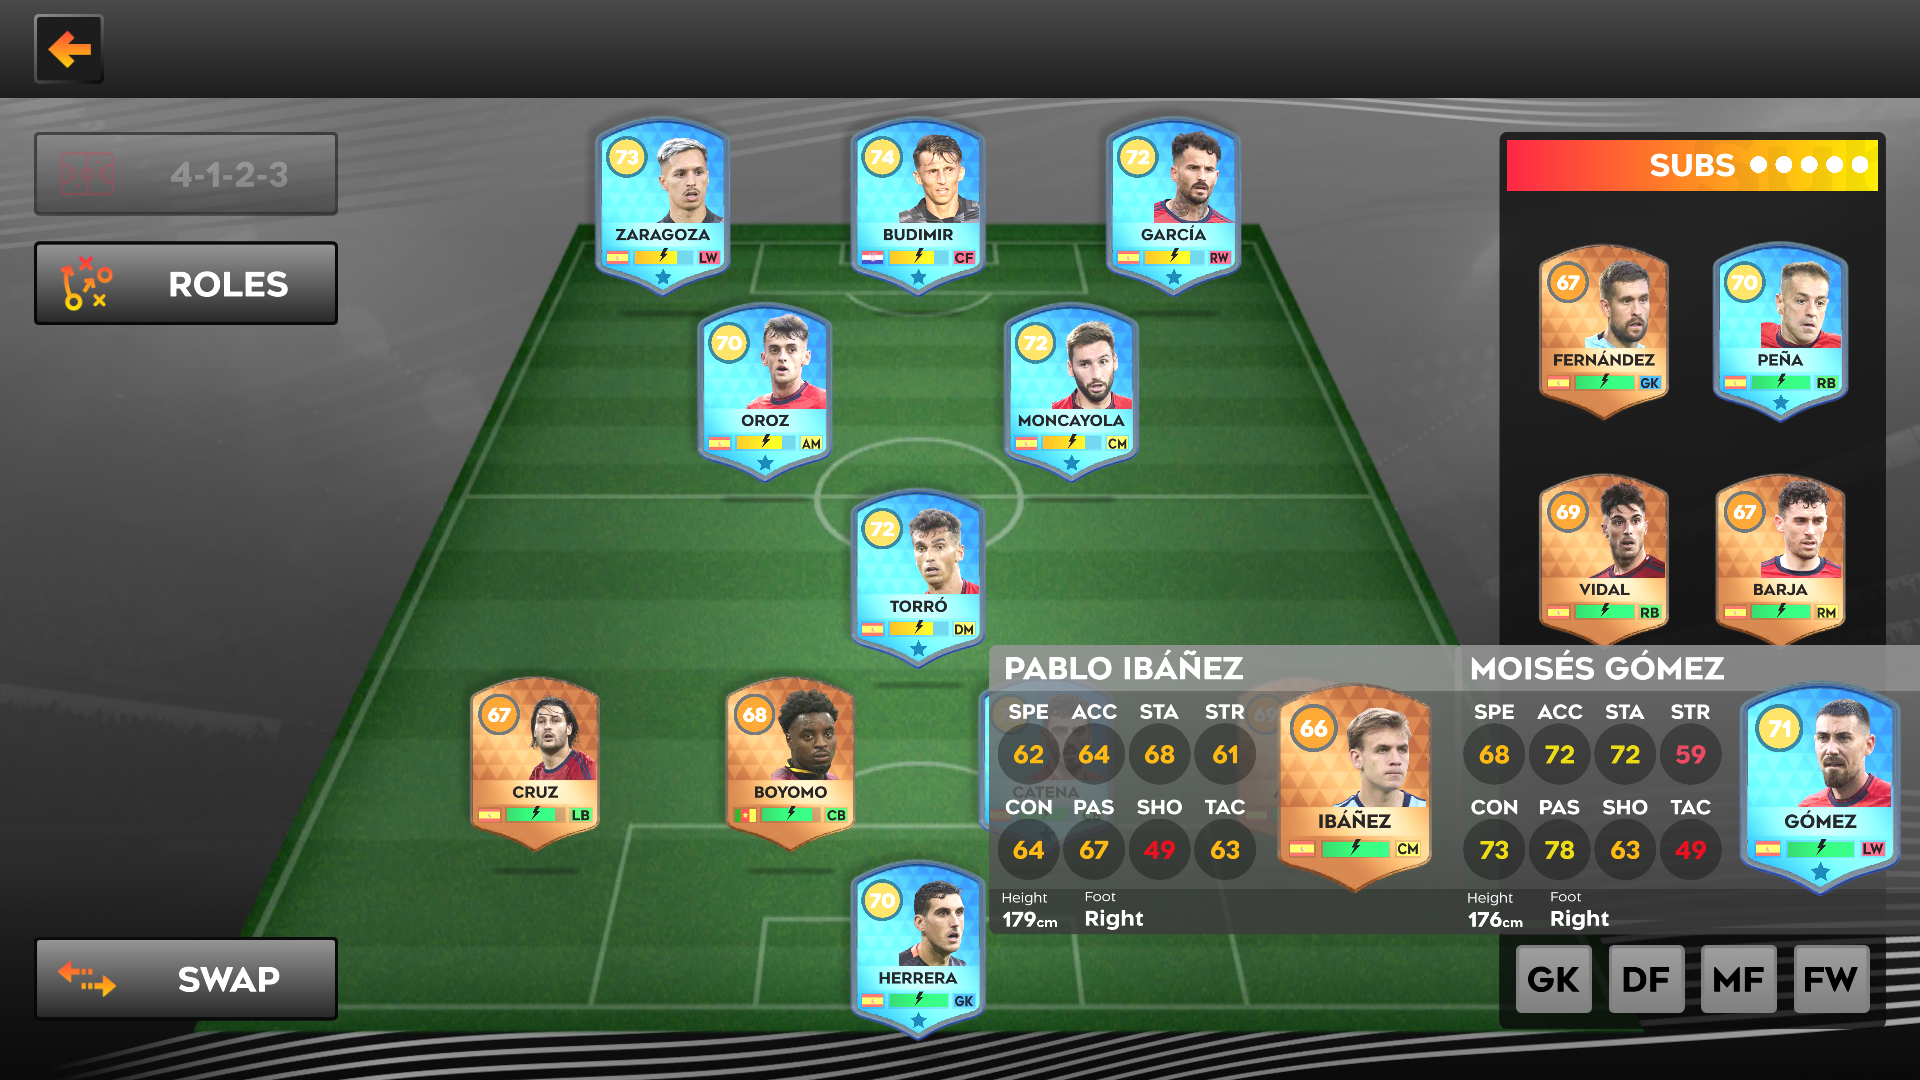 4-1-2-3
ROLES
SWAP
73
ZARAGOZA
LW
74
BUDIMIR
CF
72
GARCÍA
RW
70
OROZ
AM
72
MONCAYOLA
CM
72
TORRÓ
DM
67
CRUZ
LB
68
BOYOMO
CB
CATENA
69
70
HERRERA
GK
SUBS
67
FERNÁNDEZ
GK
70
PEÑA
RB
69
VIDAL
RB
67
BARJA
RM
PABLO IBÁÑEZ
SPE ACC STA STR
62 64 68 61
CON PAS SHO TAC
64 67 49 63
Height Foot
179cm Right
66
IBÁÑEZ
CM
MOISÉS GÓMEZ
SPE ACC STA STR
68 72 72 59
CON PAS SHO TAC
73 78 63 49
Height Foot
176cm Right
71
GÓMEZ
LW
GK DF MF FW